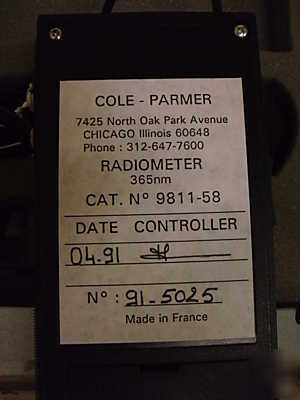 COLE - PARMER
7425 North Oak Park Avenue
CHICAGO Illinois 60648
Phone : 312-647-7600
RADIOMETER
365nm
CAT. N° 9811-58
DATE CONTROLLER
04-91
N° : 91-5025
Made in France